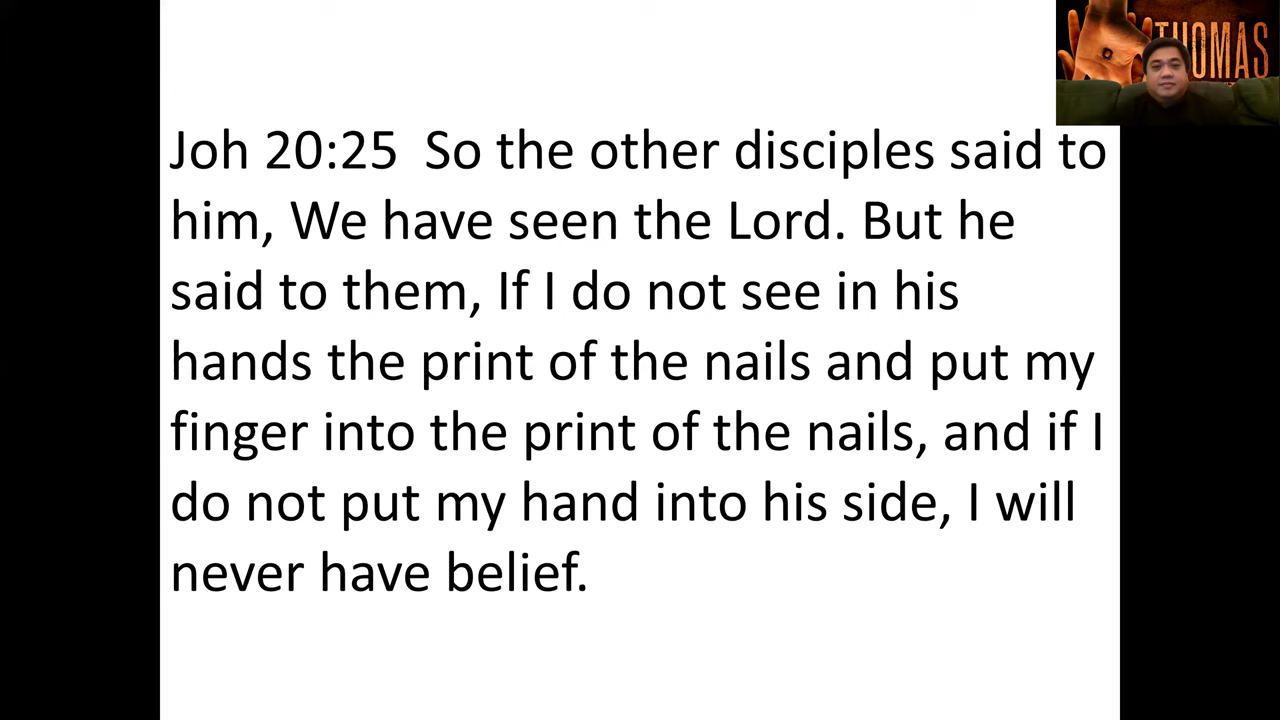 THOMAS
Joh 20:25  So the other disciples said to
him, We have seen the Lord. But he
said to them, If I do not see in his
hands the print of the nails and put my
finger into the print of the nails, and if I
do not put my hand into his side, I will
never have belief.